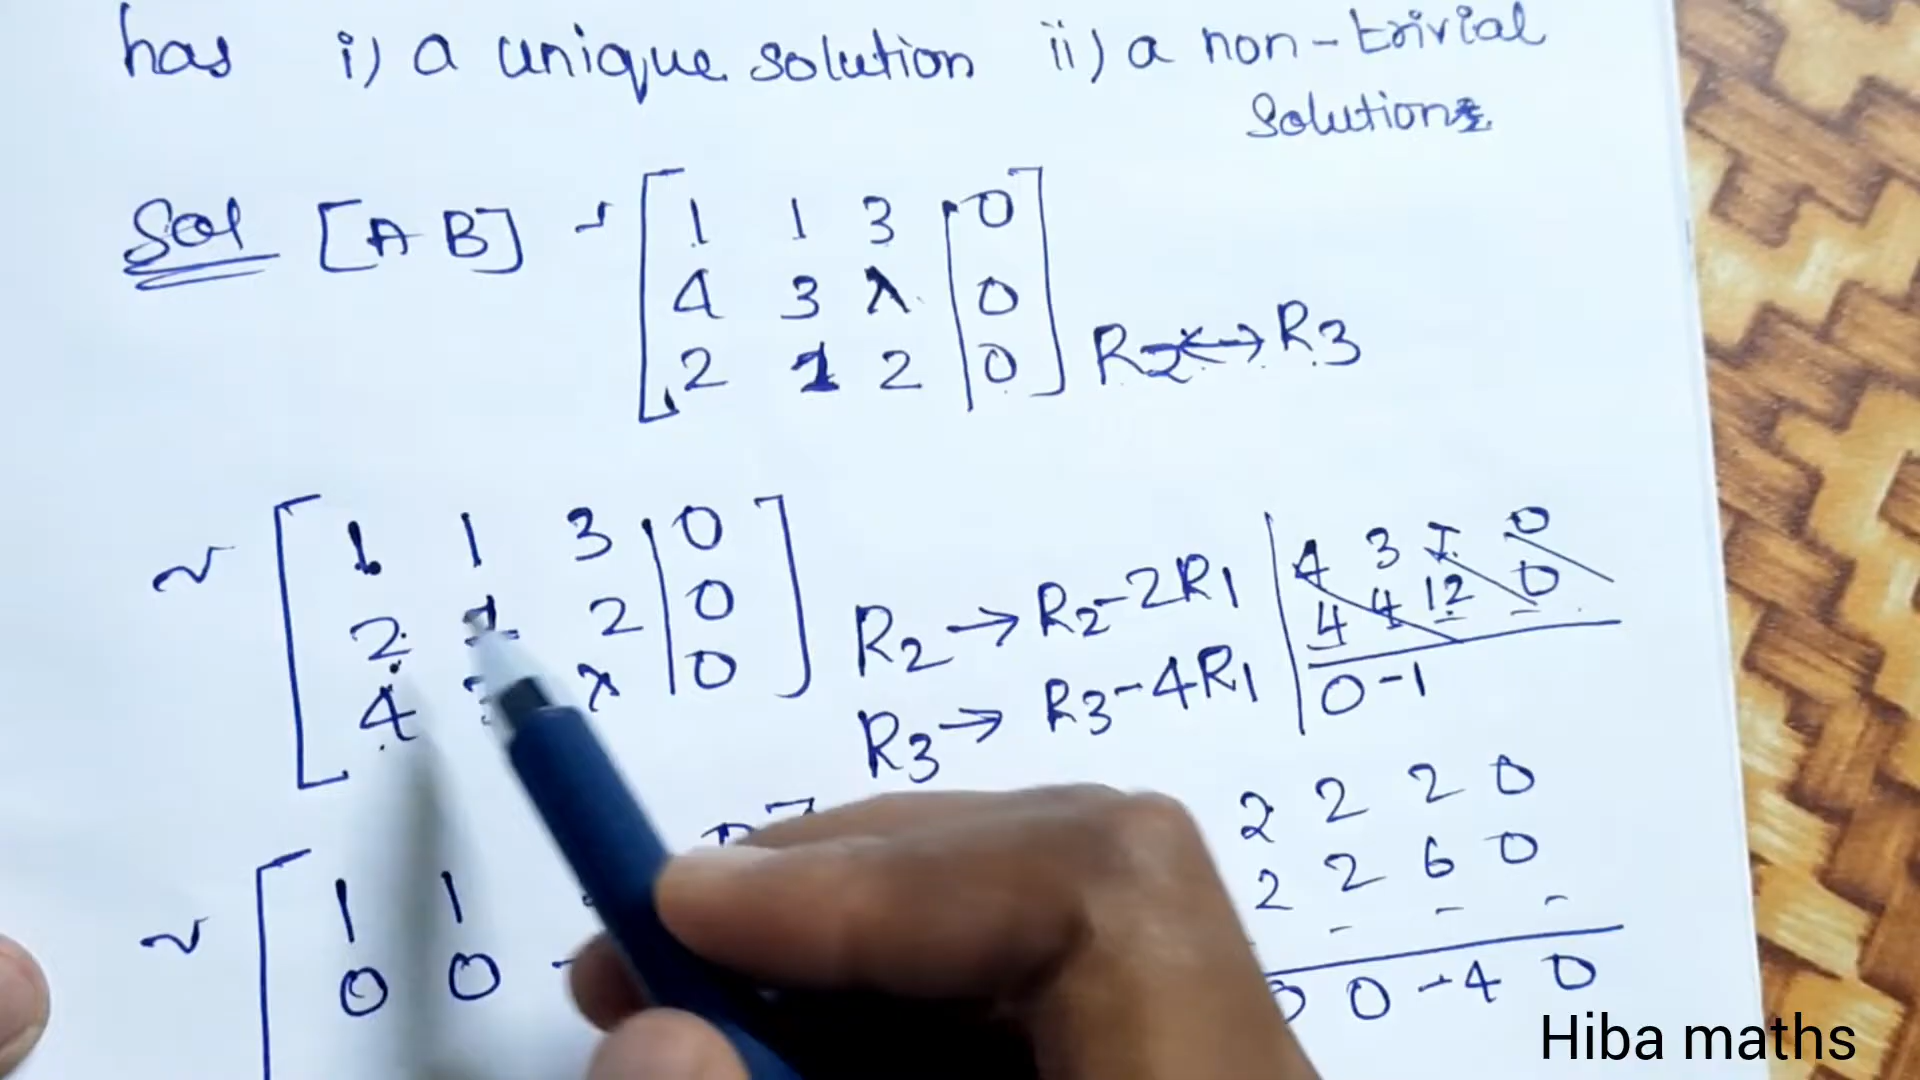 has i) a unique solution ii) a non-trivial
solution
Sol [A B] ~ [ 1 1 3 | 0 ]
4 3 λ | 0
2 1 2 | 0 R2 ↔ R3
~ [ 1 1 3 | 0 ]
2 1 2 | 0 R2 → R2-2R1
4 λ | 0 R3 → R3-4R1
4 3 0
4 4 12 0
0 -1
2 2 2 0
2 2 6 0
- - -
0 0 -4 0
~ [ 1 1
0 0
Hiba maths